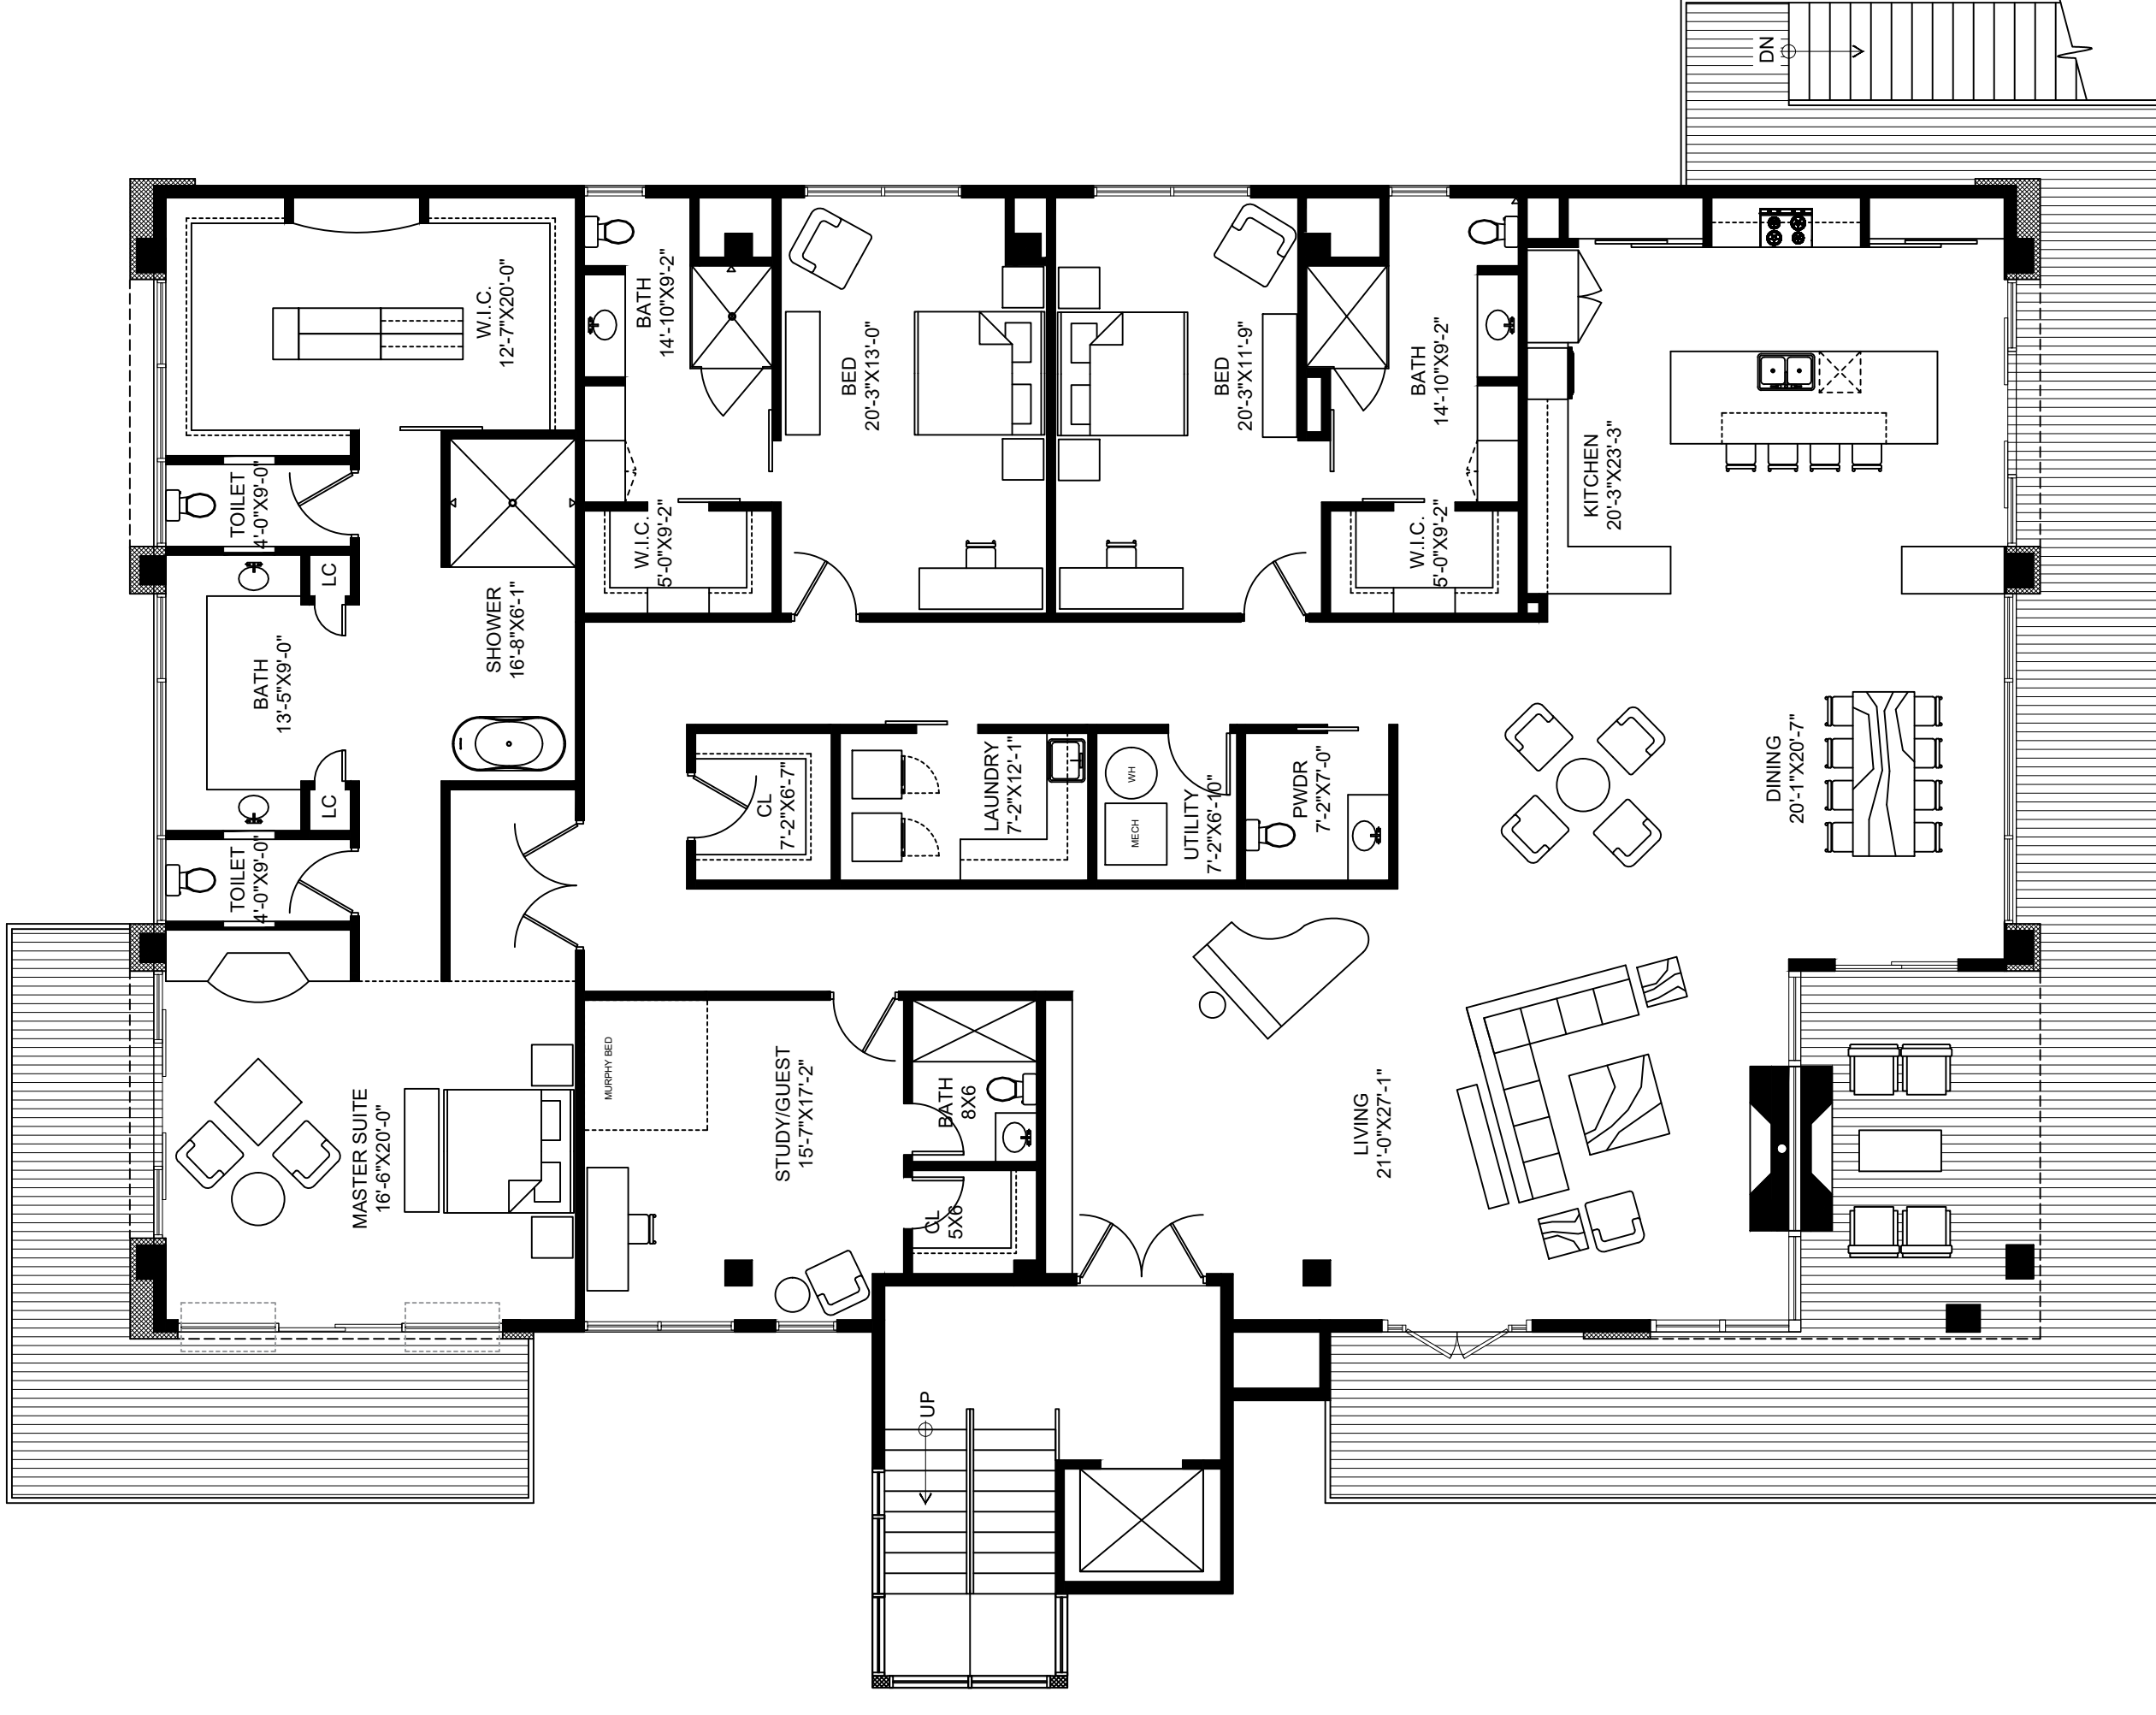 DN
W.I.C.
12'-7"X20'-0"
BATH
14'-10"X9'-2"
BED
20'-3"X13'-0"
BED
20'-3"X11'-9"
BATH
14'-10"X9'-2"
KITCHEN
20'-3"X23'-3"
TOILET
4'-0"X9'-0"
W.I.C.
5'-0"X9'-2"
W.I.C.
5'-0"X9'-2"
LC
SHOWER
16'-8"X6'-1"
BATH
13'-5"X9'-0"
LC
TOILET
4'-0"X9'-0"
CL
7'-2"X6'-7"
LAUNDRY
7'-2"X12'-1"
WH
MECH
UTILITY
7'-2"X6'-10"
PWDR
7'-2"X7'-0"
DINING
20'-1"X20'-7"
MASTER SUITE
16'-6"X20'-0"
MURPHY BED
STUDY/GUEST
15'-7"X17'-2"
BATH
8X6
CL
5X6
LIVING
21'-0"X27'-1"
UP